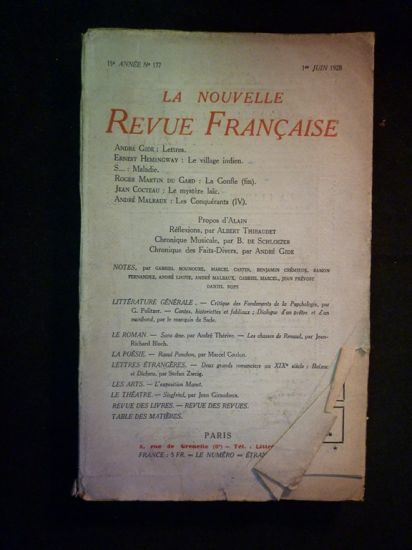 15e ANNÉE No 177 1er JUIN 1928
LA NOUVELLE
REVUE FRANÇAISE
ANDRÉ GIDE : Lettres.
ERNEST HEMINGWAY : Le village indien.
S... : Maladie.
ROGER MARTIN DU GARD : La Gonfle (fin).
JEAN COCTEAU : Le mystère laïc.
ANDRÉ MALRAUX : Les Conquérants (IV).
Propos d'ALAIN
Réflexions, par ALBERT THIBAUDET
Chronique Musicale, par B. DE SCHLOEZER
Chronique des Faits-Divers, par ANDRÉ GIDE
NOTES, PAR GABRIEL BOUNOURE, MARCEL CASTER, BENJAMIN CRÉMIEUX, RAMON
FERNANDEZ, ANDRÉ LHOTE, ANDRÉ MALRAUX, GABRIEL MARCEL, JEAN PRÉVOST
DANIEL ROPS
LITTÉRATURE GÉNÉRALE. — Critique des Fondements de la Psychologie, par
G. Politzer. — Contes, historiettes et fabliaux ; Dialogue d'un prêtre et d'un
moribond, par le marquis de Sade.
LE ROMAN. — Sans âme, par André Thérive. — Les chasses de Renaud, par Jean-
Richard Bloch.
LA POÉSIE. — Raoul Ponchon, par Marcel Coulon.
LETTRES ÉTRANGÈRES. — Deux grands romanciers au XIXe siècle : Balzac
et Dickens, par Stefan Zweig.
LES ARTS. — L'exposition Manet.
LE THÉATRE. — Siegfried, par Jean Giraudoux.
REVUE DES LIVRES. — REVUE DES REVUES.
TABLE DES MATIÈRES.
PARIS
3, rue de Grenelle (6e) — Tél. : Littré
FRANCE : 5 FR. — LE NUMÉRO — ÉTRAN